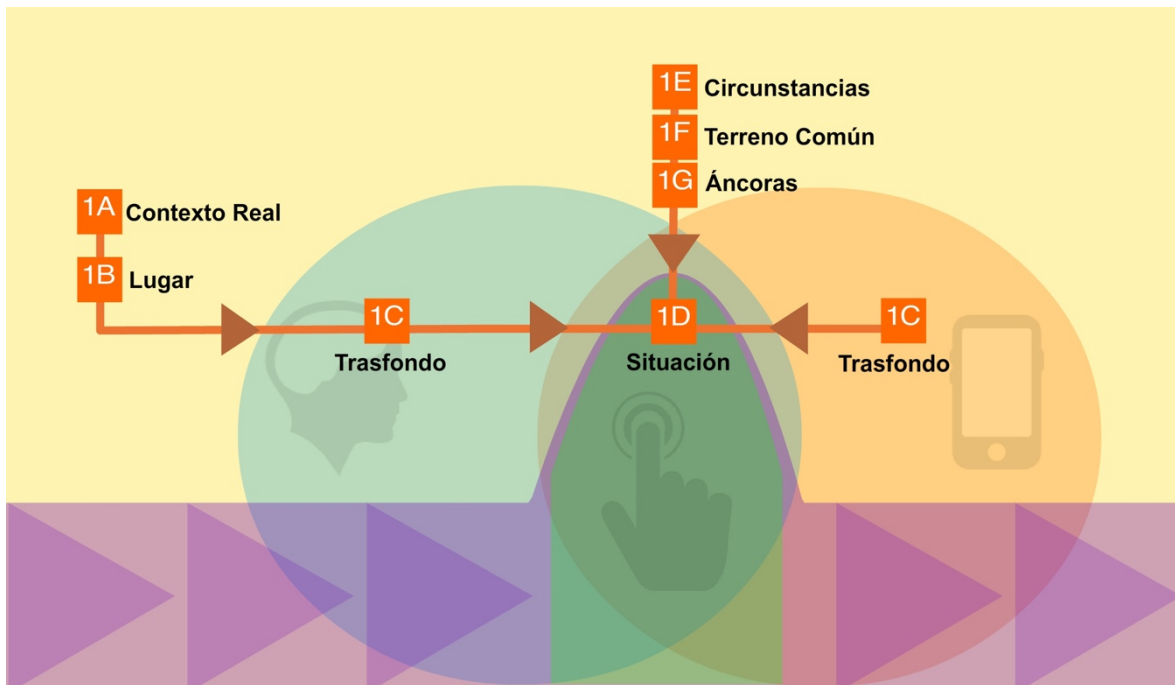 1E Circunstancias
1F Terreno Común
1G Áncoras
1A Contexto Real
1B Lugar
1C
Trasfondo
1D
Situación
1C
Trasfondo